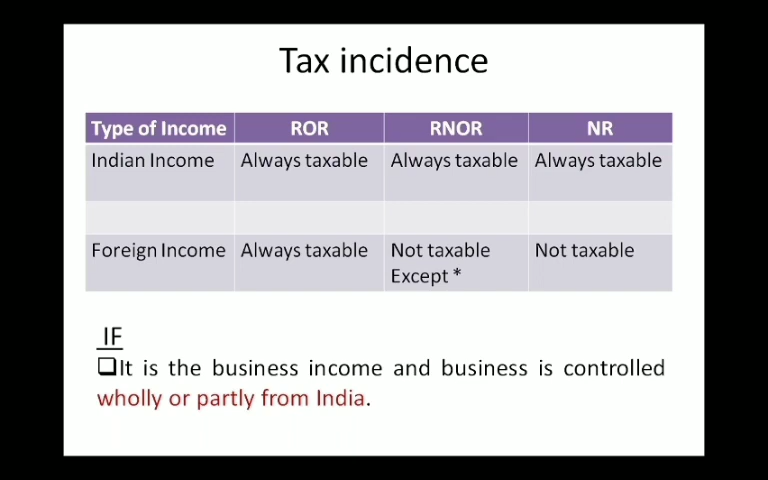 Tax incidence
Type of Income ROR RNOR NR
Indian Income Always taxable Always taxable Always taxable
Foreign Income Always taxable Not taxable Not taxable
Except *
IF
❑It is the business income and business is controlled
wholly or partly from India.